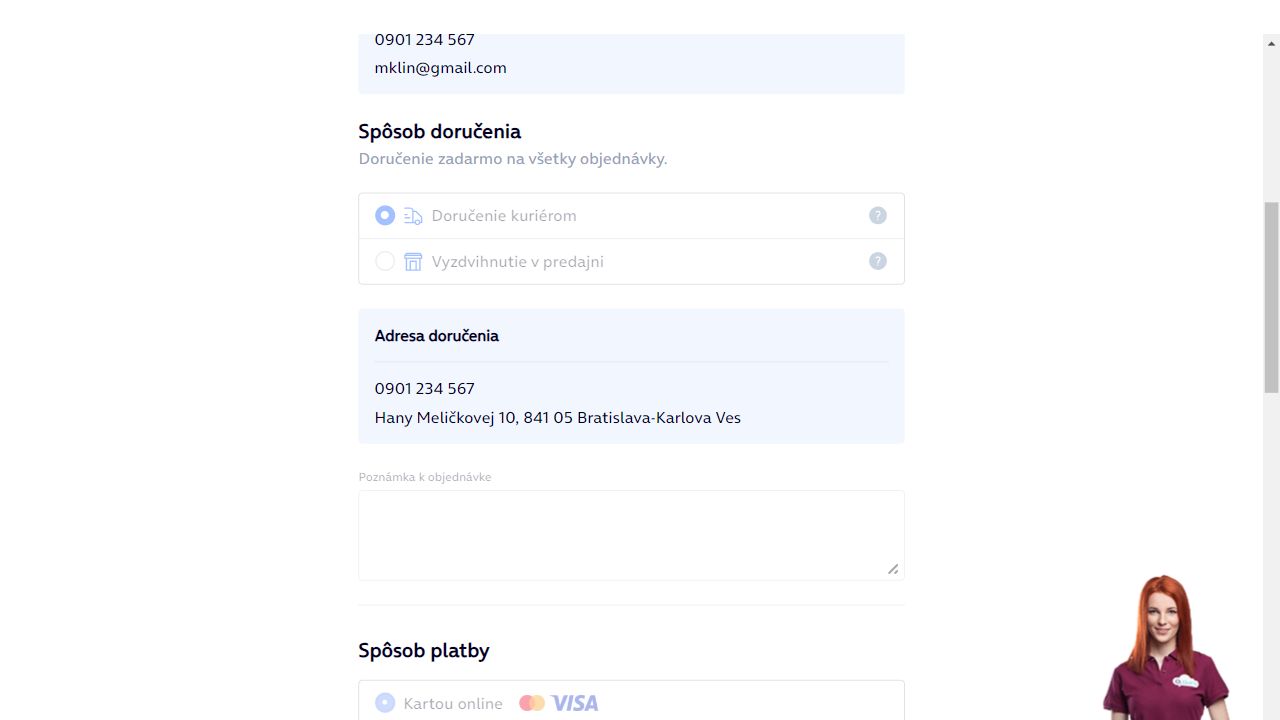 0901 234 567
mklin@gmail.com
Spôsob doručenia
Doručenie zadarmo na všetky objednávky.
Doručenie kuriérom ?
Vyzdvihnutie v predajni ?
Adresa doručenia
0901 234 567
Hany Meličkovej 10, 841 05 Bratislava-Karlova Ves
Poznámka k objednávke
Spôsob platby
Kartou online VISA